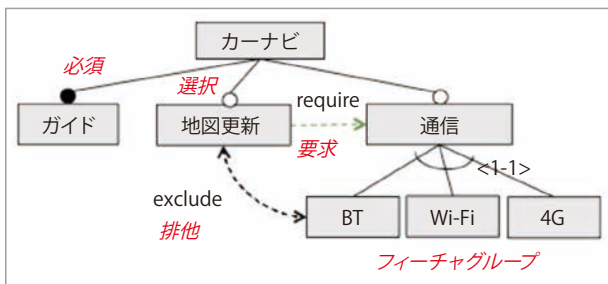 カーナビ
必須
選択
require
ガイド
地図更新
通信
要求
<1-1>
exclude
排他
BT
Wi-Fi
4G
フィーチャグループ